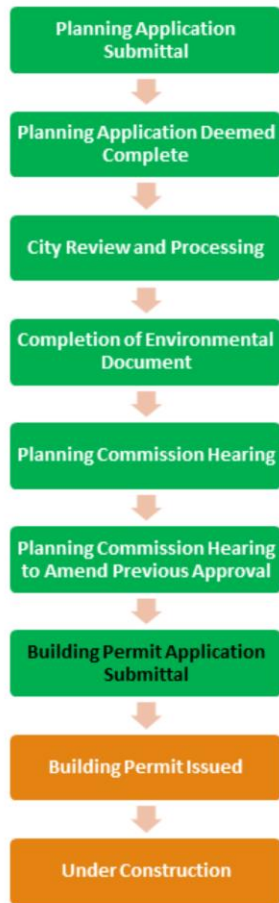 Planning Application
Submittal
Planning Application Deemed
Complete
City Review and Processing
Completion of Environmental
Document
Planning Commission Hearing
Planning Commission Hearing
to Amend Previous Approval
Building Permit Application
Submittal
Building Permit Issued
Under Construction